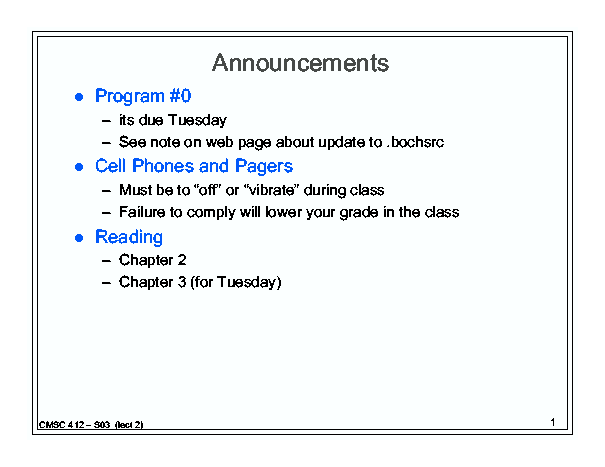 Announcements
● Program #0
– its due Tuesday
– See note on web page about update to .bochsrc
● Cell Phones and Pagers
– Must be to “off” or “vibrate” during class
– Failure to comply will lower your grade in the class
● Reading
– Chapter 2
– Chapter 3 (for Tuesday)
CMSC 412 – S03 (lect 2)
1